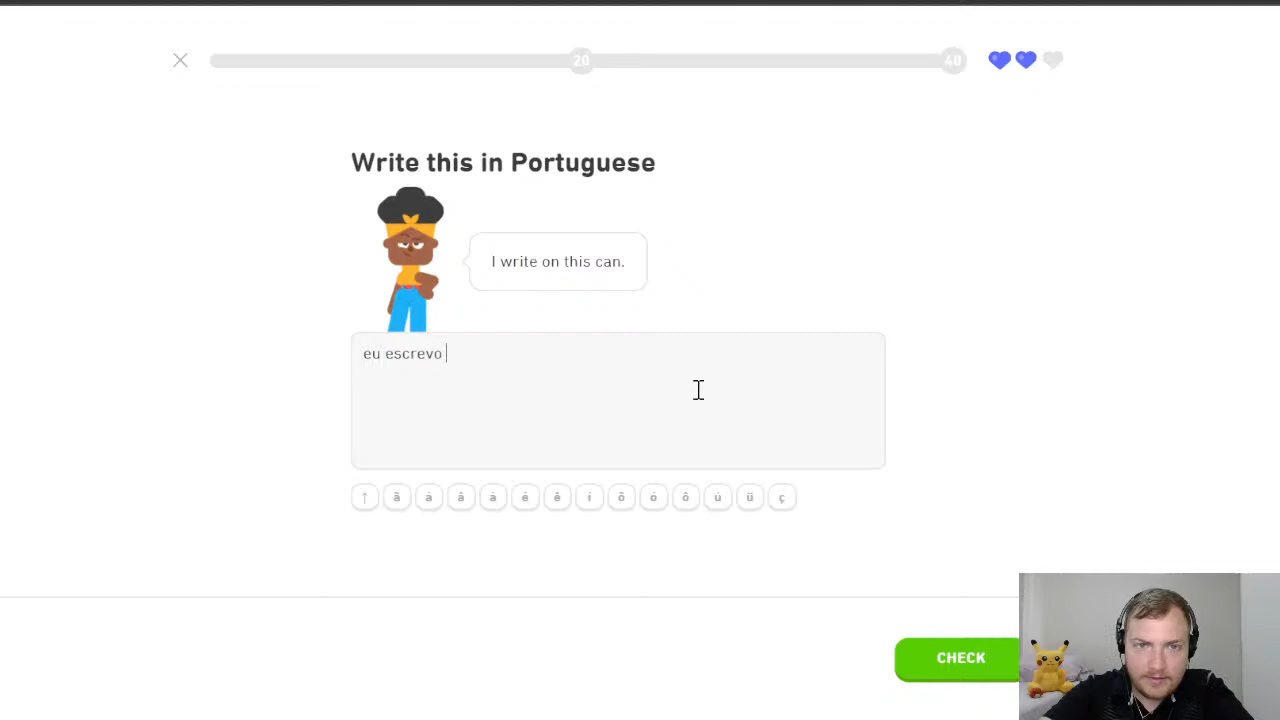 20
40
Write this in Portuguese
I write on this can.
eu escrevo
↑ ã á â à é ê í õ ó ô ú ü ç
CHECK